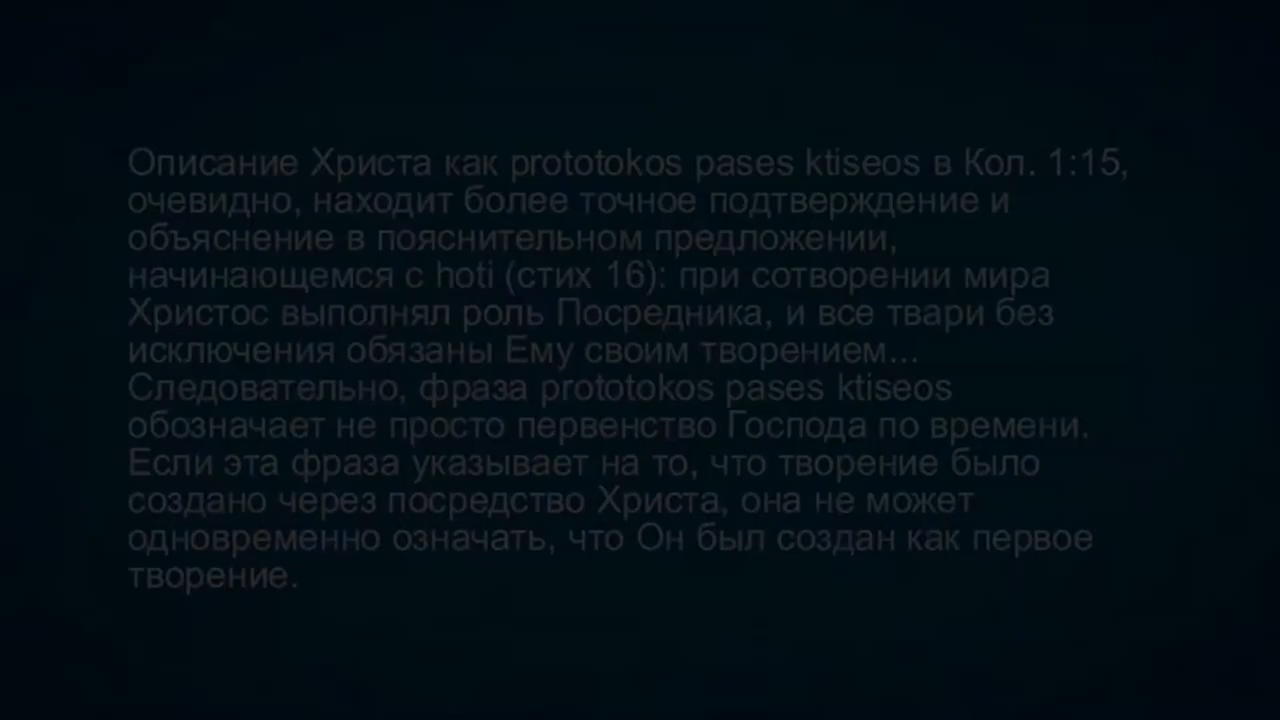 Описание Христа как prototokos pases ktiseos в Кол. 1:15,
очевидно, находит более точное подтверждение и
объяснение в пояснительном предложении,
начинающемся с hoti (стих 16): при сотворении мира
Христос выполнял роль Посредника, и все твари без
исключения обязаны Ему своим творением...
Следовательно, фраза prototokos pases ktiseos
обозначает не просто первенство Господа по времени.
Если эта фраза указывает на то, что творение было
создано через посредство Христа, она не может
одновременно означать, что Он был создан как первое
творение.